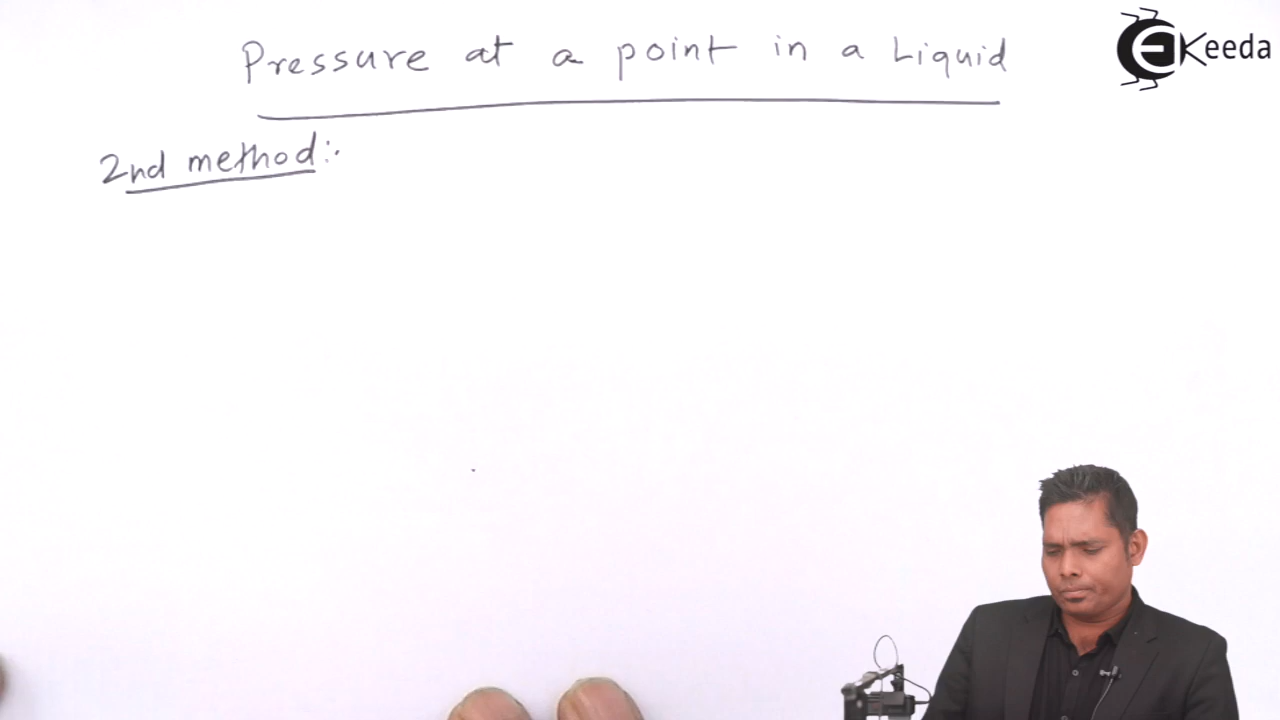 Pressure at a point in a Liquid
EKeeda
2nd method:-